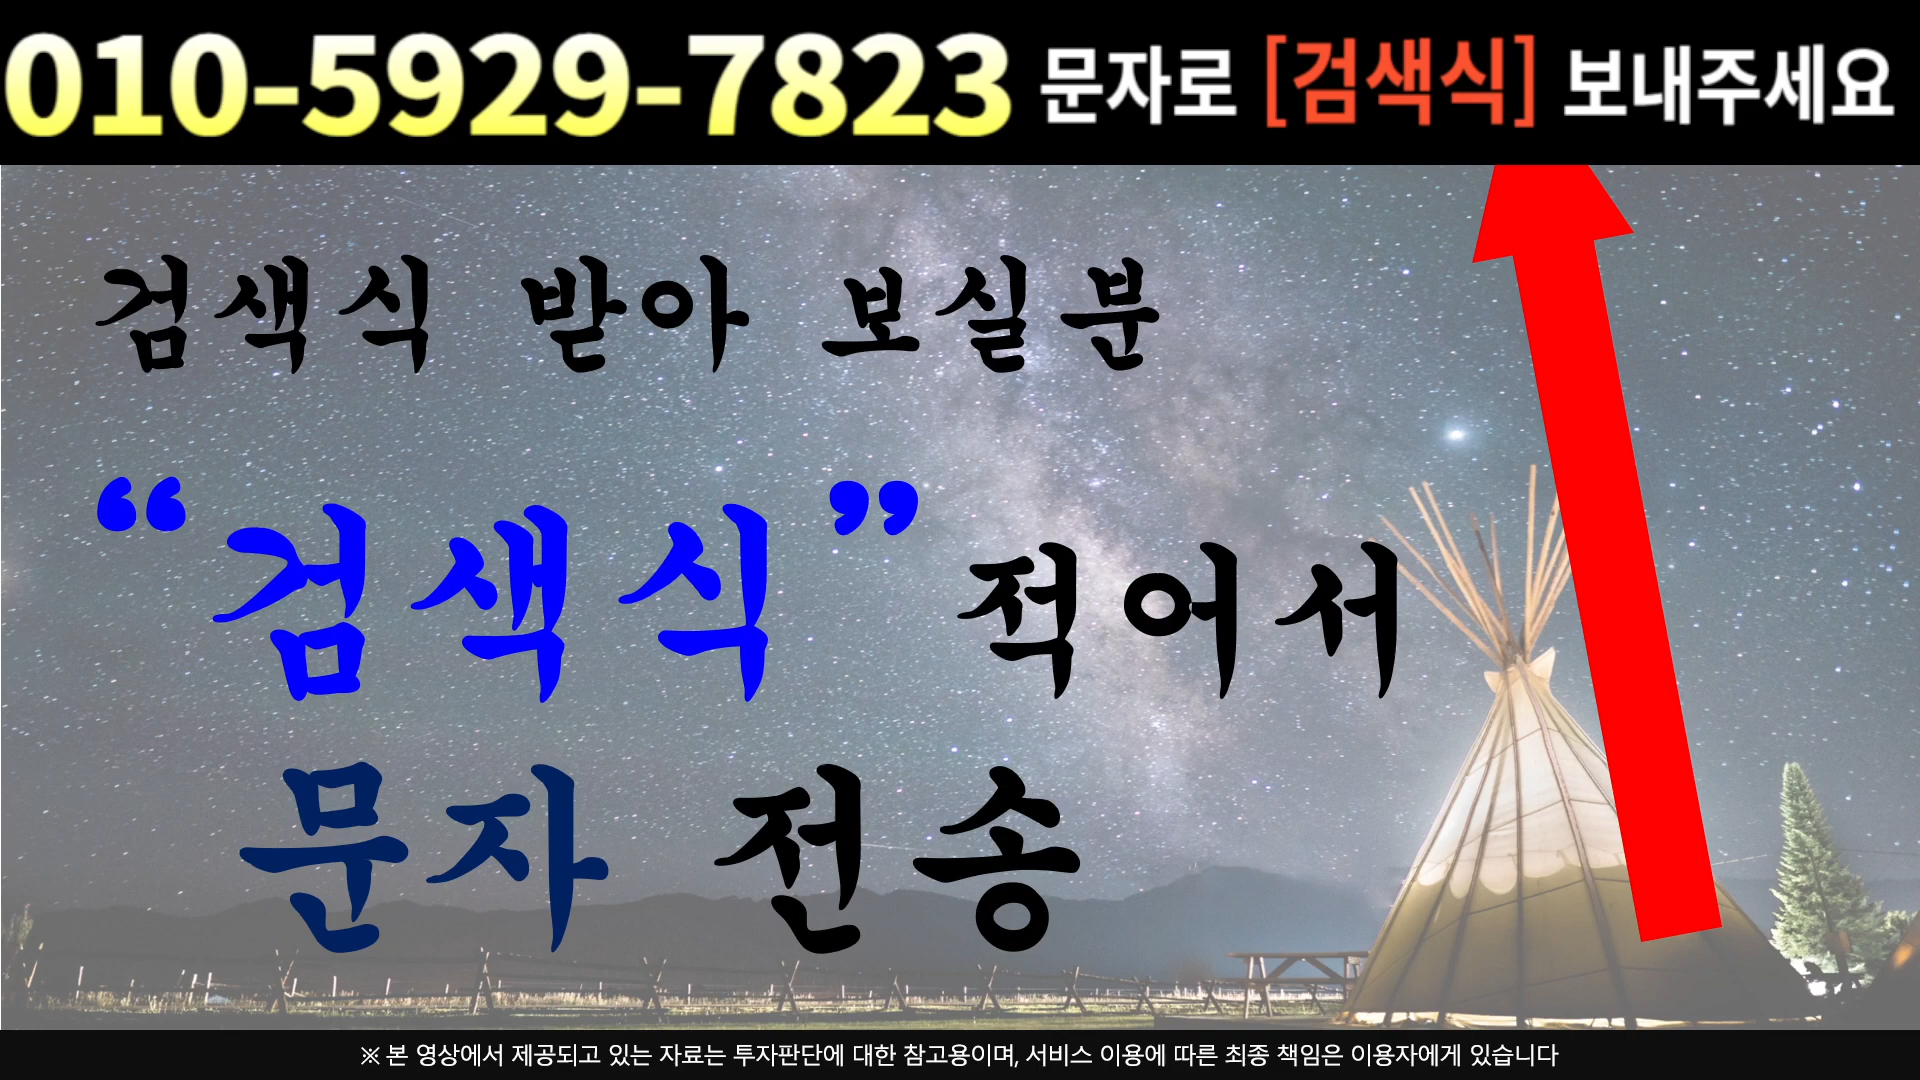 010-5929-7823 문자로 [검색식] 보내주세요
검색식 받아 보실분
“검색식” 적어서
문자 전송
※ 본 영상에서 제공되고 있는 자료는 투자판단에 대한 참고용이며, 서비스 이용에 따른 최종 책임은 이용자에게 있습니다